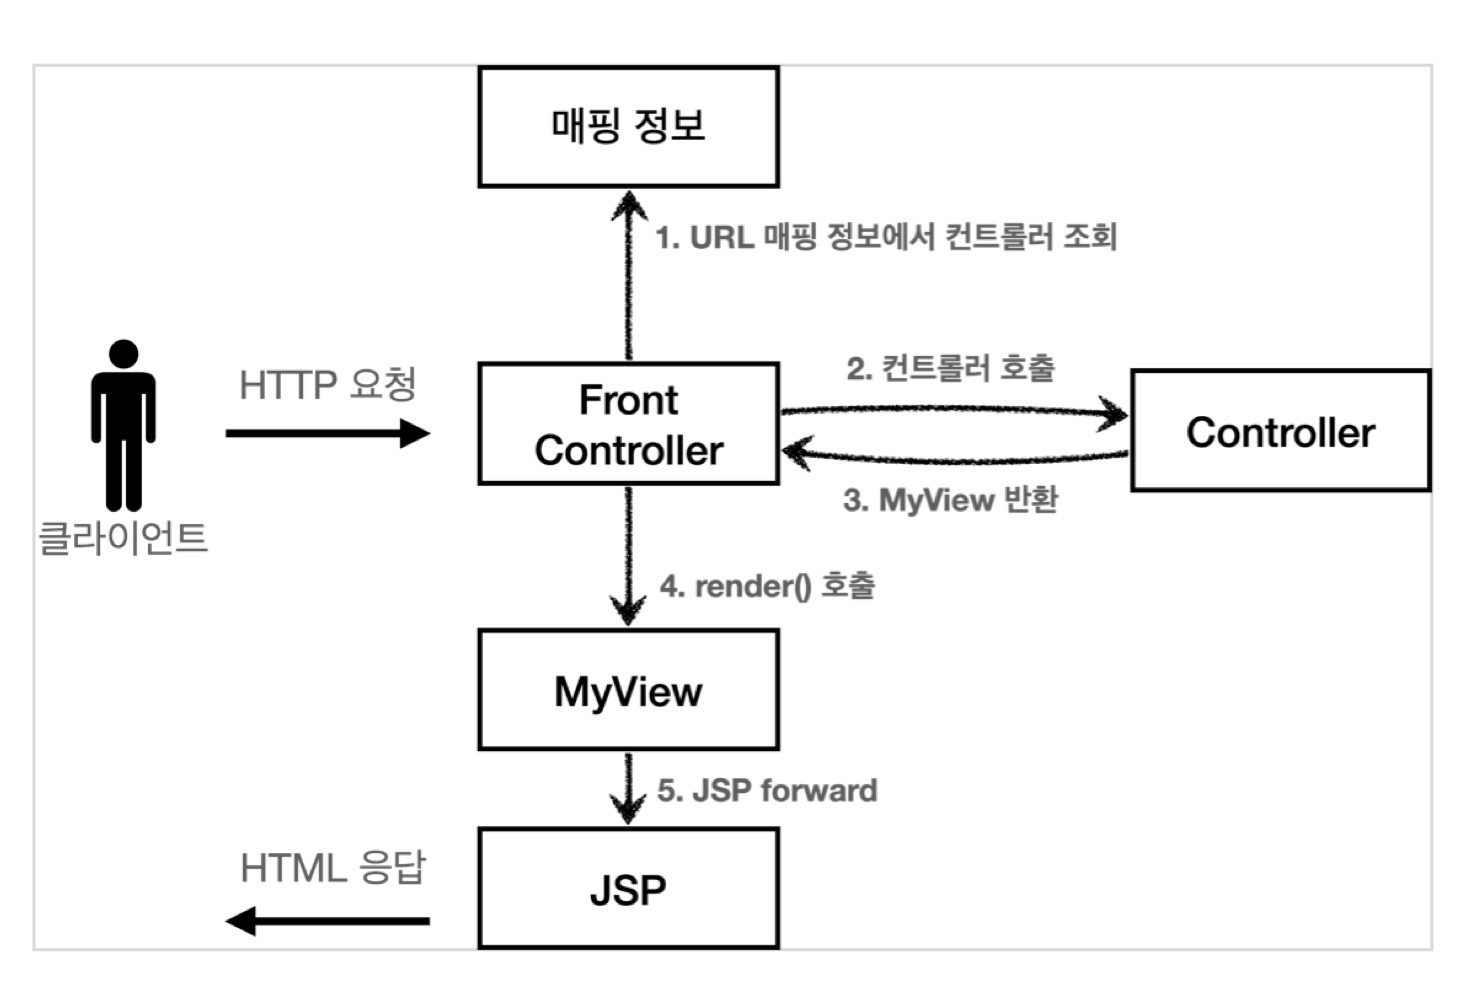 매핑 정보
1. URL 매핑 정보에서 컨트롤러 조회
HTTP 요청
Front
Controller
2. 컨트롤러 호출
Controller
3. MyView 반환
클라이언트
4. render() 호출
MyView
5. JSP forward
HTML 응답
JSP